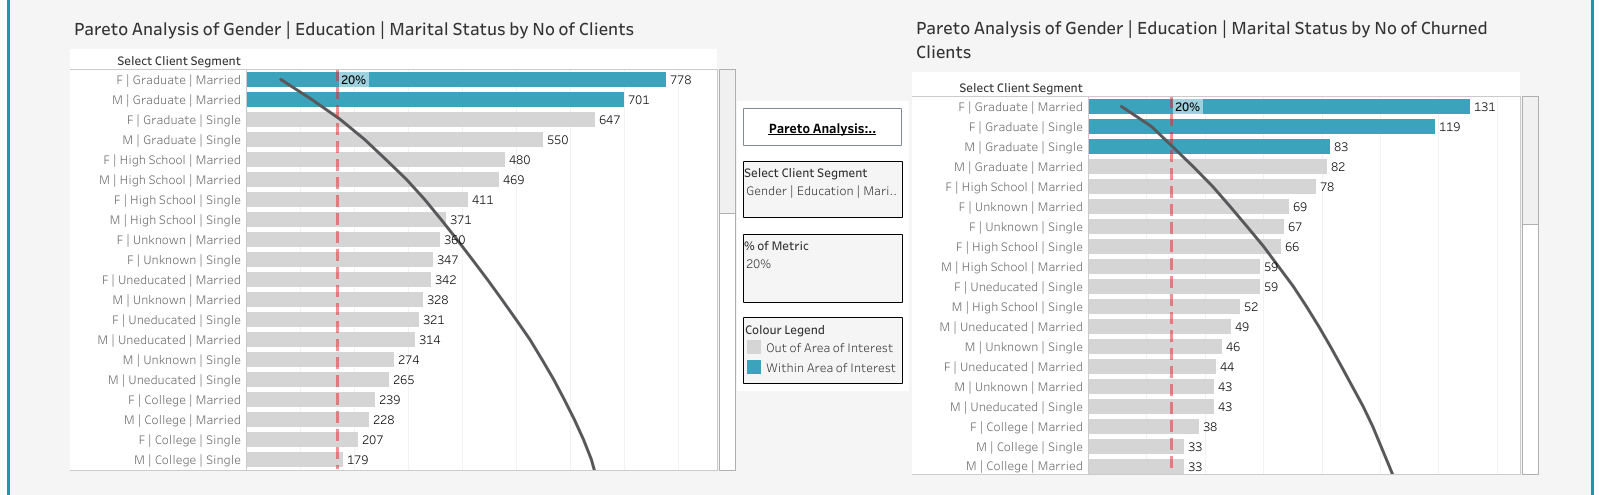 Pareto Analysis of Gender | Education | Marital Status by No of Clients
Select Client Segment
F | Graduate | Married 20% 778
M | Graduate | Married 701
F | Graduate | Single 647
M | Graduate | Single 550
F | High School | Married 480
M | High School | Married 469
F | High School | Single 411
M | High School | Single 371
F | Unknown | Married 360
F | Unknown | Single 347
F | Uneducated | Married 342
M | Unknown | Married 328
F | Uneducated | Single 321
M | Uneducated | Married 314
M | Unknown | Single 274
M | Uneducated | Single 265
F | College | Married 239
M | College | Married 228
F | College | Single 207
M | College | Single 179
Pareto Analysis:..
Select Client Segment
Gender | Education | Mari..
% of Metric
20%
Colour Legend
Out of Area of Interest
Within Area of Interest
Pareto Analysis of Gender | Education | Marital Status by No of Churned
Clients
Select Client Segment
F | Graduate | Married 20% 131
F | Graduate | Single 119
M | Graduate | Single 83
M | Graduate | Married 82
F | High School | Married 78
F | Unknown | Married 69
F | Unknown | Single 67
F | High School | Single 66
M | High School | Married 59
F | Uneducated | Single 59
M | High School | Single 52
M | Uneducated | Married 49
M | Unknown | Single 46
F | Uneducated | Married 44
M | Unknown | Married 43
M | Uneducated | Single 43
F | College | Married 38
M | College | Single 33
M | College | Married 33